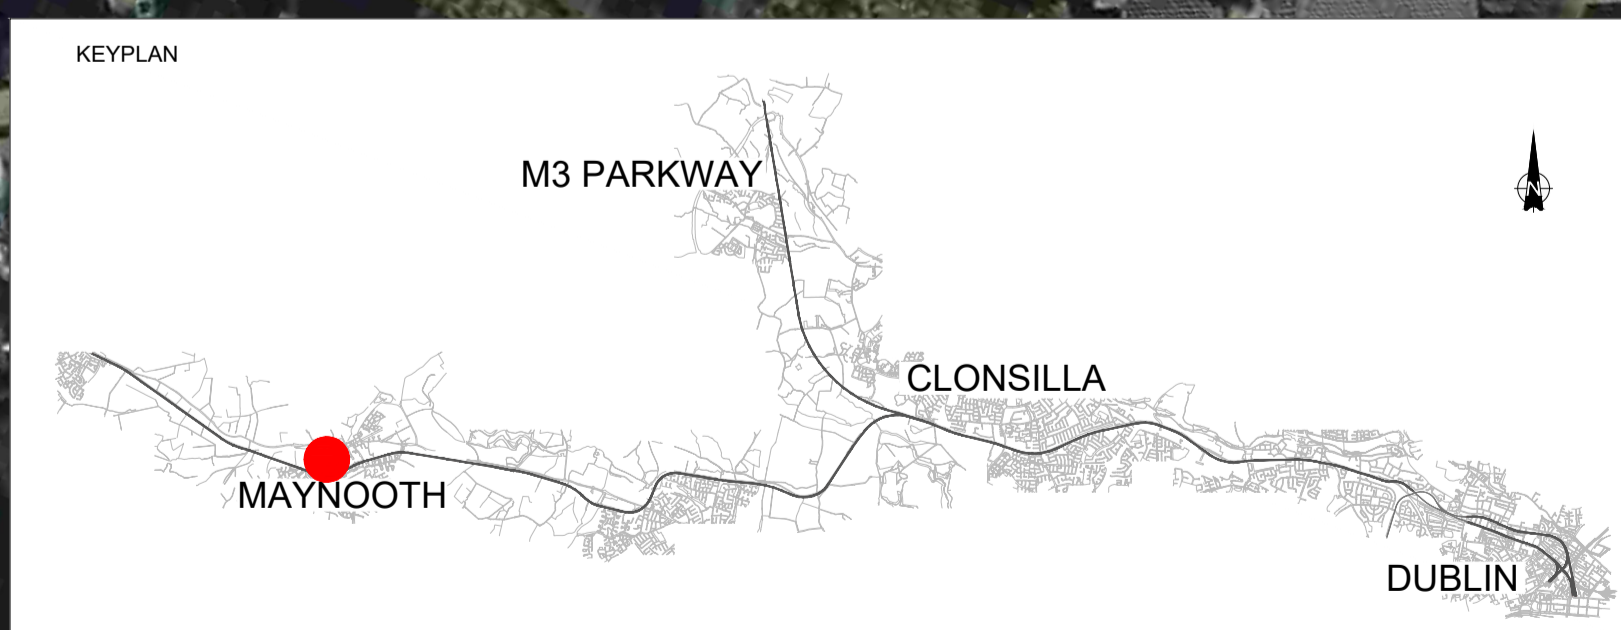 KEYPLAN
M3 PARKWAY
N
CLONSILLA
MAYNOOTH
DUBLIN